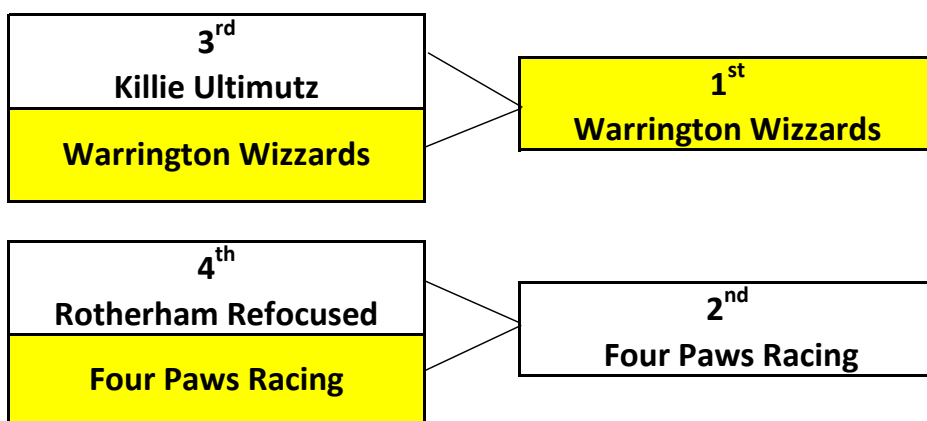 3rd
Killie Ultimutz
Warrington Wizzards
1st
Warrington Wizzards
4th
Rotherham Refocused
Four Paws Racing
2nd
Four Paws Racing